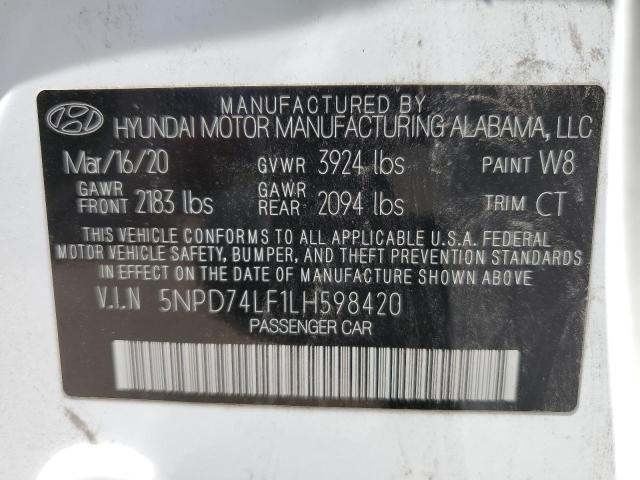 MANUFACTURED BY
HYUNDAI MOTOR MANUFACTURING ALABAMA, LLC
Mar/16/20 GVWR 3924 lbs PAINT W8
GAWR FRONT 2183 lbs GAWR REAR 2094 lbs TRIM CT
THIS VEHICLE CONFORMS TO ALL APPLICABLE U.S.A. FEDERAL
MOTOR VEHICLE SAFETY, BUMPER, AND THEFT PREVENTION STANDARDS
IN EFFECT ON THE DATE OF MANUFACTURE SHOWN ABOVE.
V.I.N 5NPD74LF1LH598420
PASSENGER CAR